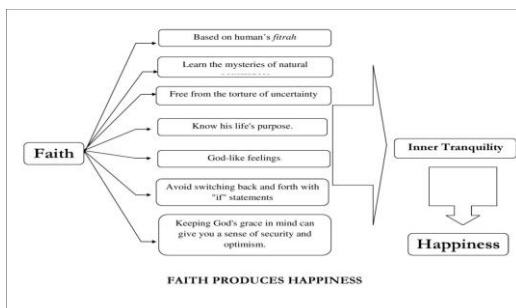 Based on human's fitrah
Learn the mysteries of natural
Free from the torture of uncertainty
Know his life's purpose.
Faith
Inner Tranquility
God-like feelings
Avoid switching back and forth with
"if" statements
Keeping God's grace in mind can
give you a sense of security and
optimism.
Happiness
FAITH PRODUCES HAPPINESS